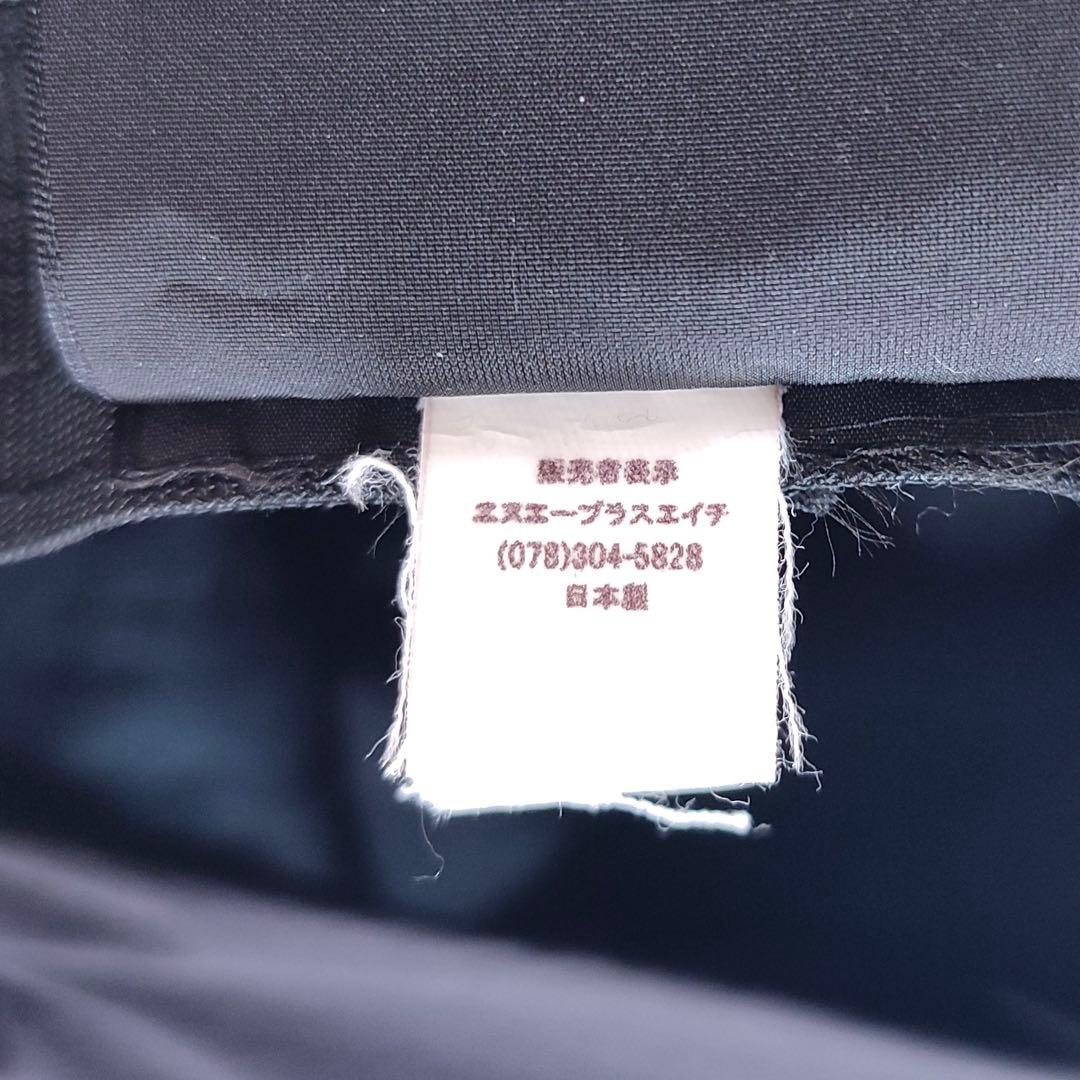 販売者表示
エスエープラスエイチ
(078)304-5828
日本製